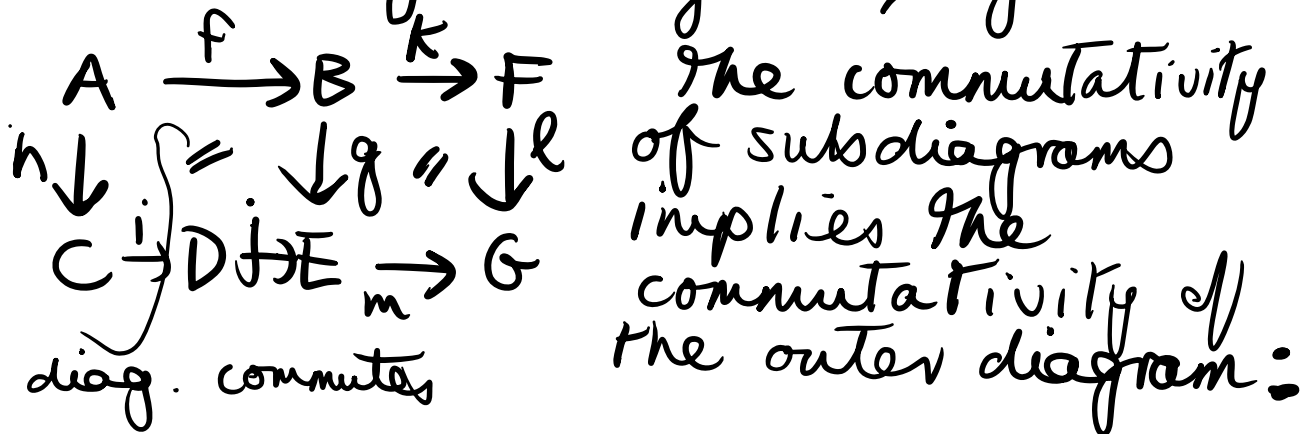 f k
A → B → F
h ↓ = ↓ g = ↓ l
i j
C → D → E → G
m
diag. commutes
The commutativity
of subdiagrams
implies the
commutativity of
the outer diagram: